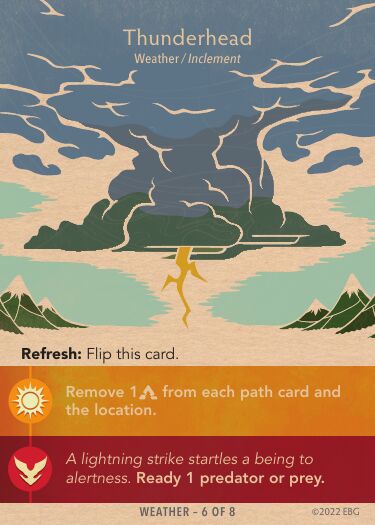 Thunderhead
Weather / Inclement
Refresh: Flip this card.
Remove 1 from each path card and
the location.
A lightning strike startles a being to
alertness. Ready 1 predator or prey.
WEATHER – 6 OF 8
©2022 EBG